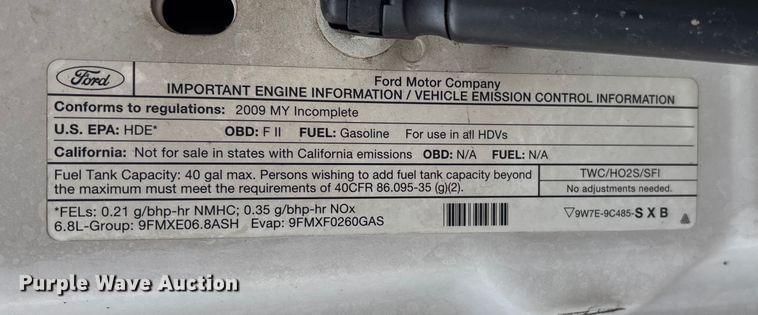 Ford
Ford Motor Company
IMPORTANT ENGINE INFORMATION / VEHICLE EMISSION CONTROL INFORMATION
Conforms to regulations: 2009 MY Incomplete
U.S. EPA: HDE* OBD: F II FUEL: Gasoline For use in all HDVs
California: Not for sale in states with California emissions OBD: N/A FUEL: N/A
Fuel Tank Capacity: 40 gal max. Persons wishing to add fuel tank capacity beyond
the maximum must meet the requirements of 40CFR 86.095-35 (g)(2).
TWC/HO2S/SFI
No adjustments needed.
*FELs: 0.21 g/bhp-hr NMHC; 0.35 g/bhp-hr NOx
6.8L-Group: 9FMXE06.8ASH Evap: 9FMXF0260GAS
▽9W7E-9C485-S X B
Purple Wave Auction